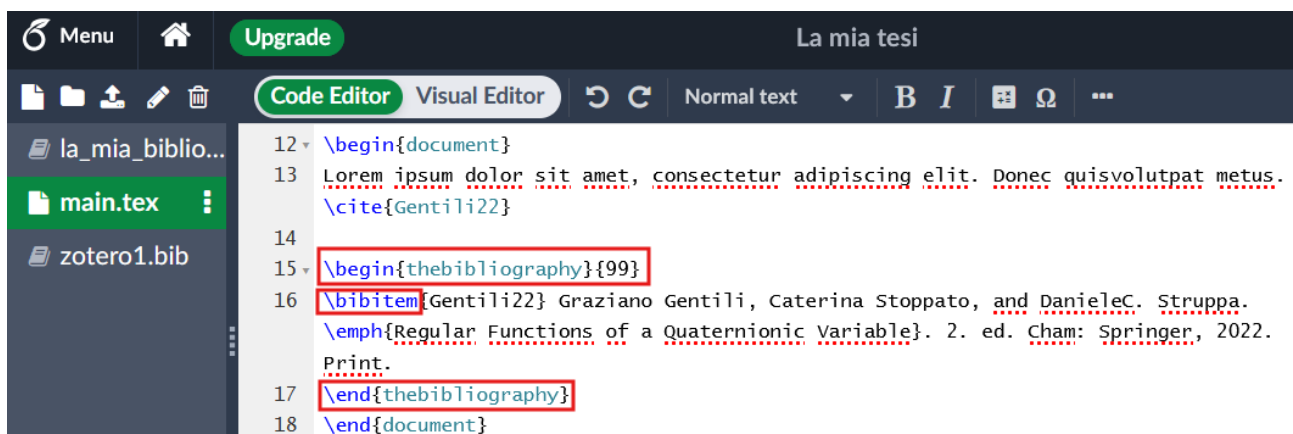 Menu Upgrade La mia tesi
Code Editor Visual Editor Normal text B I Ω
la_mia_biblio...
main.tex
zotero1.bib
12 \begin{document}
13 Lorem ipsum dolor sit amet, consectetur adipiscing elit. Donec quisvolutpat metus.
\cite{Gentili22}
14
15 \begin{thebibliography}{99}
16 \bibitem{Gentili22} Graziano Gentili, Caterina Stoppato, and DanieleC. Struppa.
\emph{Regular Functions of a Quaternionic Variable}. 2. ed. Cham: Springer, 2022.
Print.
17 \end{thebibliography}
18 \end{document}